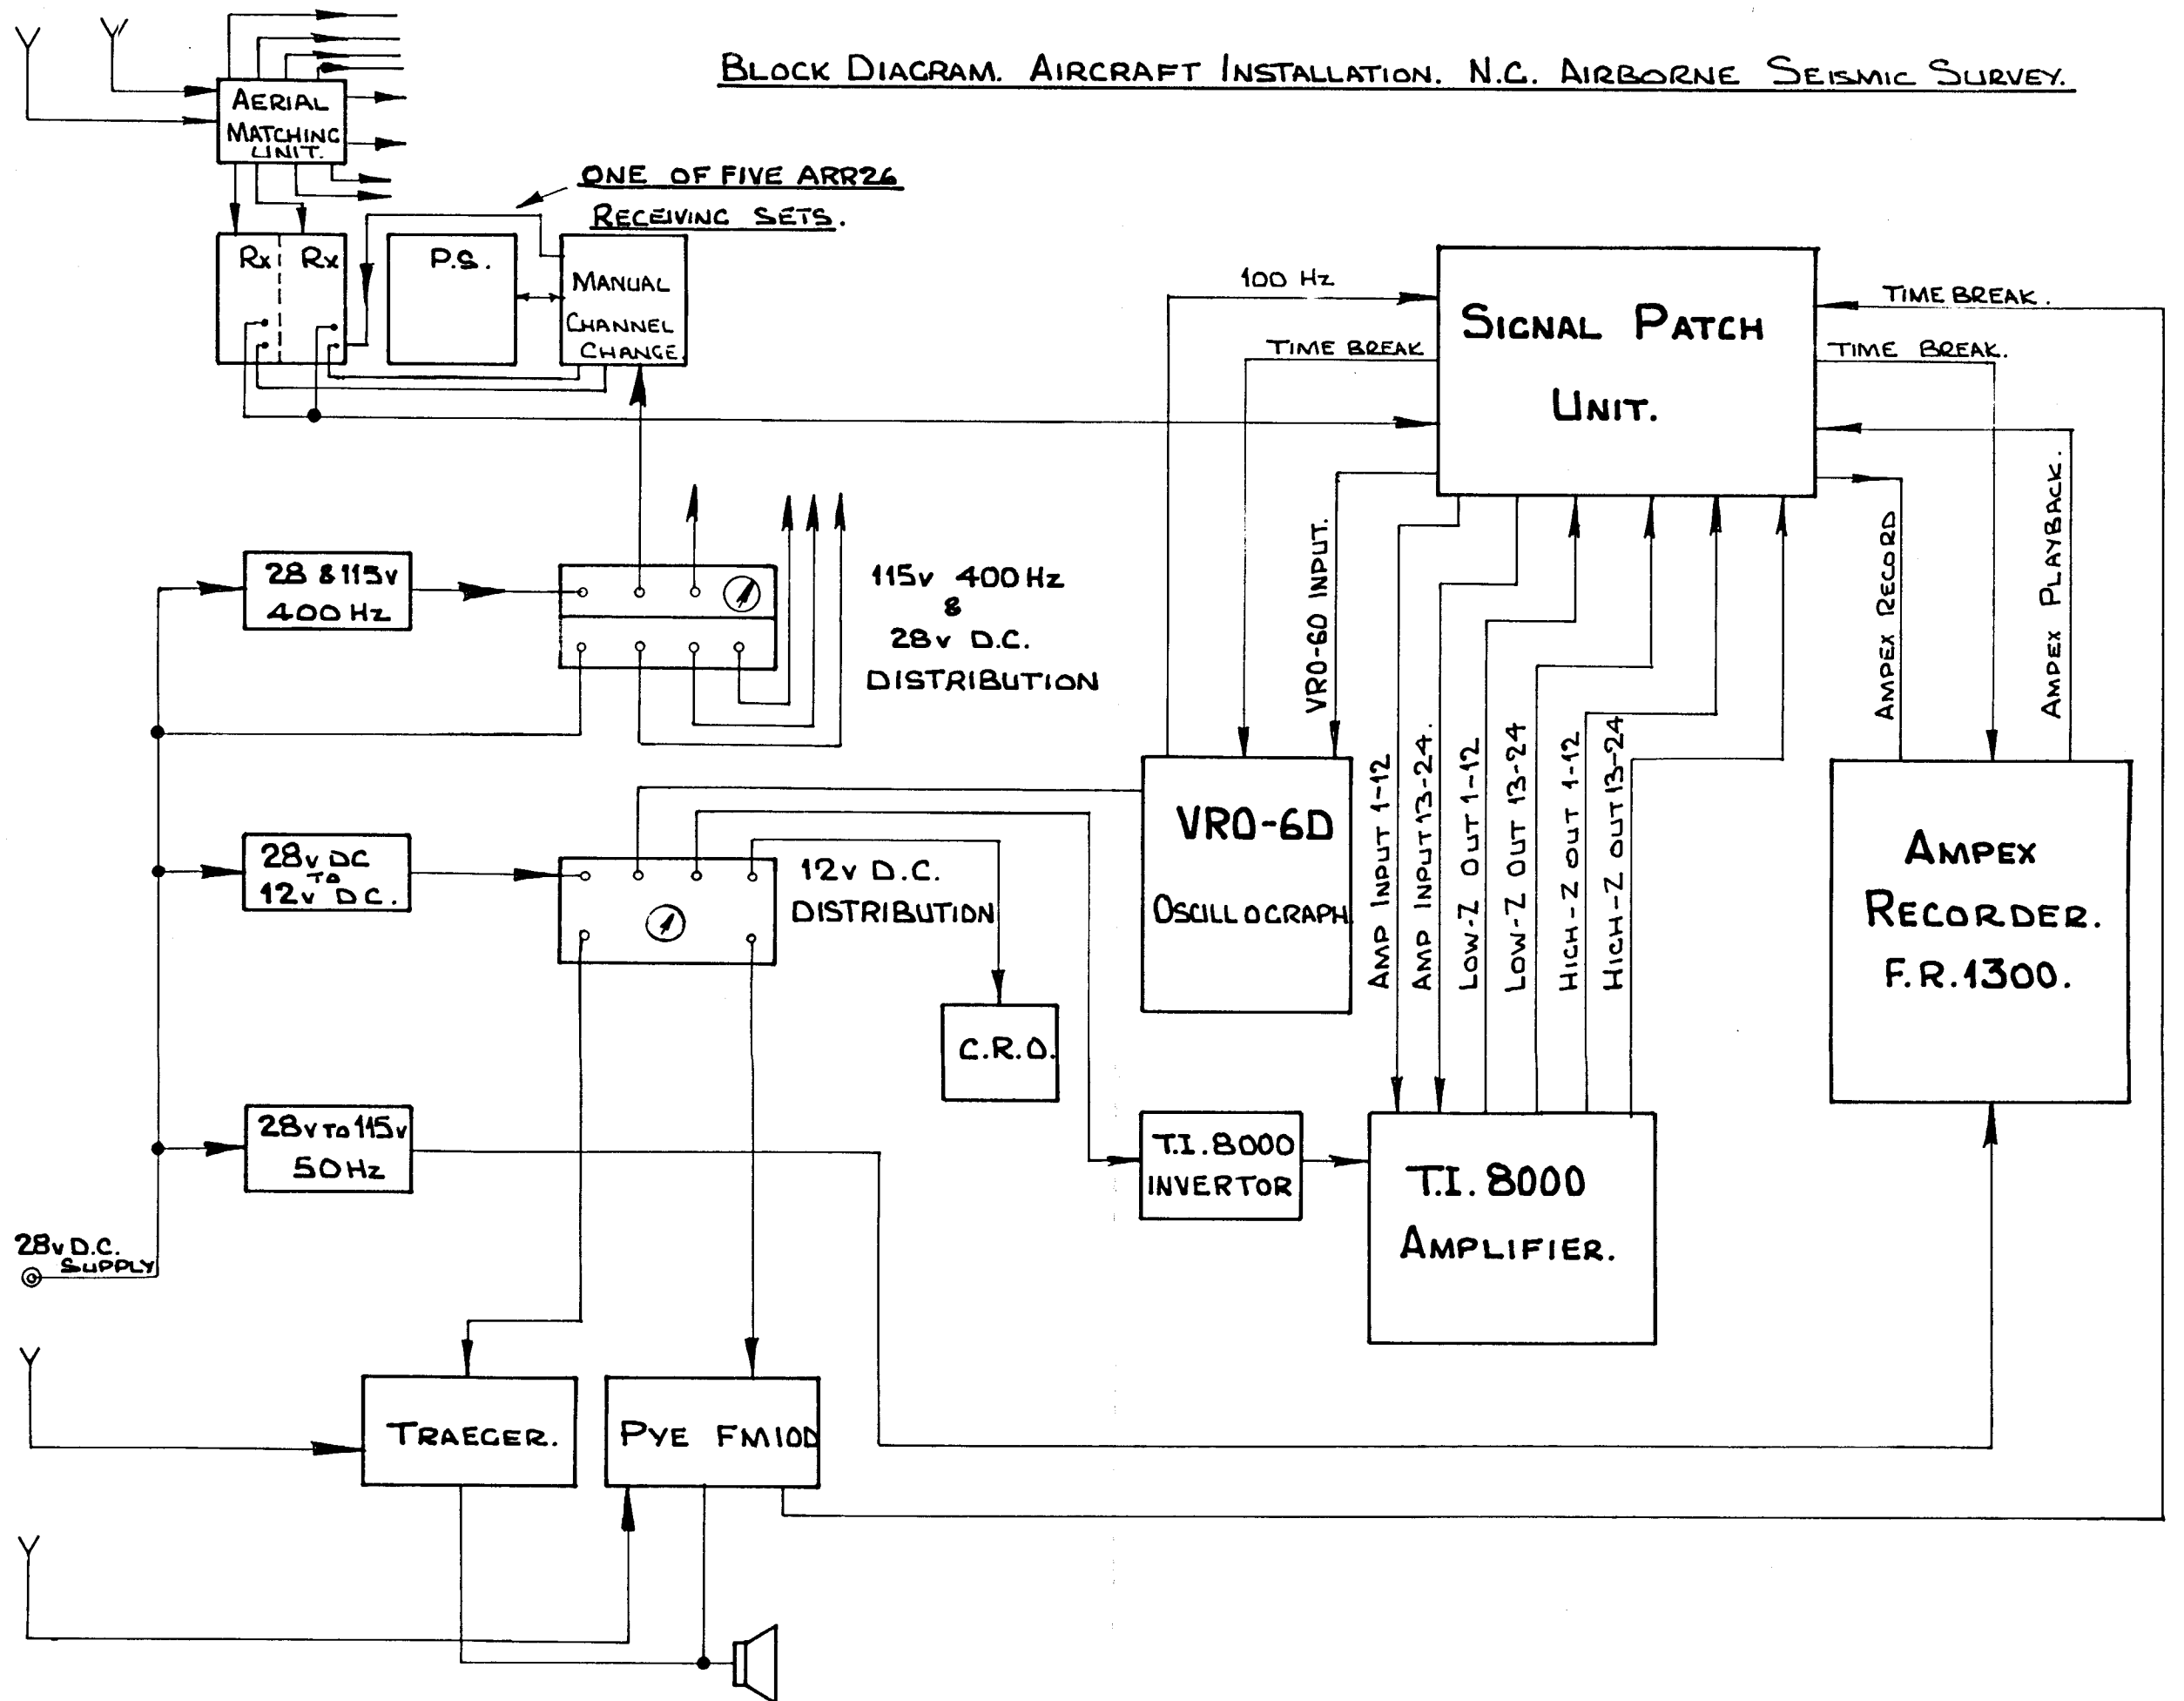 BLOCK DIAGRAM. AIRCRAFT INSTALLATION. N.G. AIRBORNE SEISMIC SURVEY.
AERIAL
MATCHING
UNIT.
ONE OF FIVE ARR26
RECEIVING SETS.
Rx Rx
P.S.
MANUAL
CHANNEL
CHANGE.
100 Hz
TIME BREAK
SIGNAL PATCH
UNIT.
TIME BREAK.
TIME BREAK.
28 & 115v
400 Hz
115v 400 Hz
&
28v D.C.
DISTRIBUTION
VRO-6D INPUT.
AMPEX RECORD
AMPEX PLAYBACK.
28v DC
TO
12v D.C.
12v D.C.
DISTRIBUTION
VRO-6D
OSCILLOGRAPH
AMP INPUT 1-12
AMP INPUT 13-24.
LOW-Z OUT 1-12
LOW-Z OUT 13-24
HIGH-Z OUT 1-12
HIGH-Z OUT 13-24
AMPEX
RECORDER.
F.R.1300.
C.R.O.
28v TO 115v
50 Hz
T.I. 8000
INVERTOR
T.I. 8000
AMPLIFIER.
28v D.C.
SUPPLY
TRAEGER.
PYE FM10D